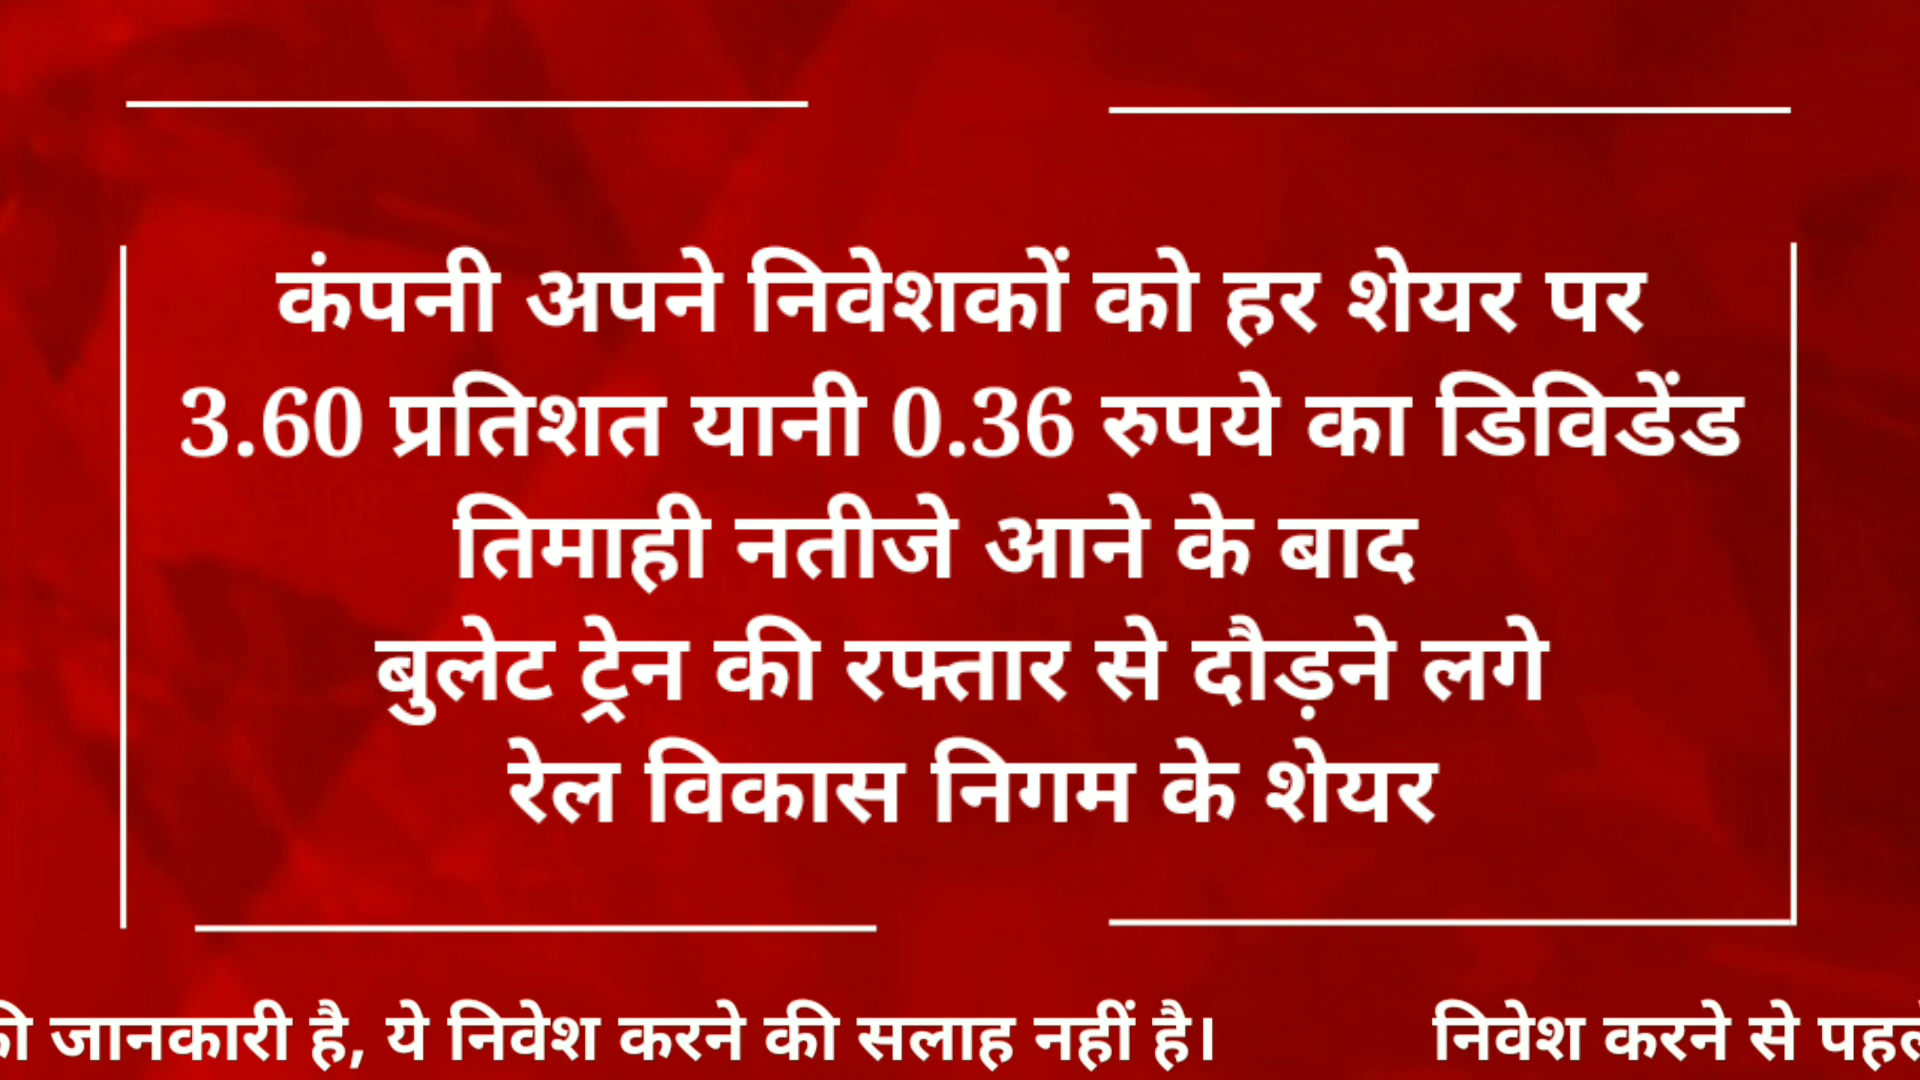 कंपनी अपने निवेशकों को हर शेयर पर
3.60 प्रतिशत यानी 0.36 रुपये का डिविडेंड
तिमाही नतीजे आने के बाद
बुलेट ट्रेन की रफ्तार से दौड़ने लगे
रेल विकास निगम के शेयर
जानकारी है, ये निवेश करने की सलाह नहीं है। निवेश करने से